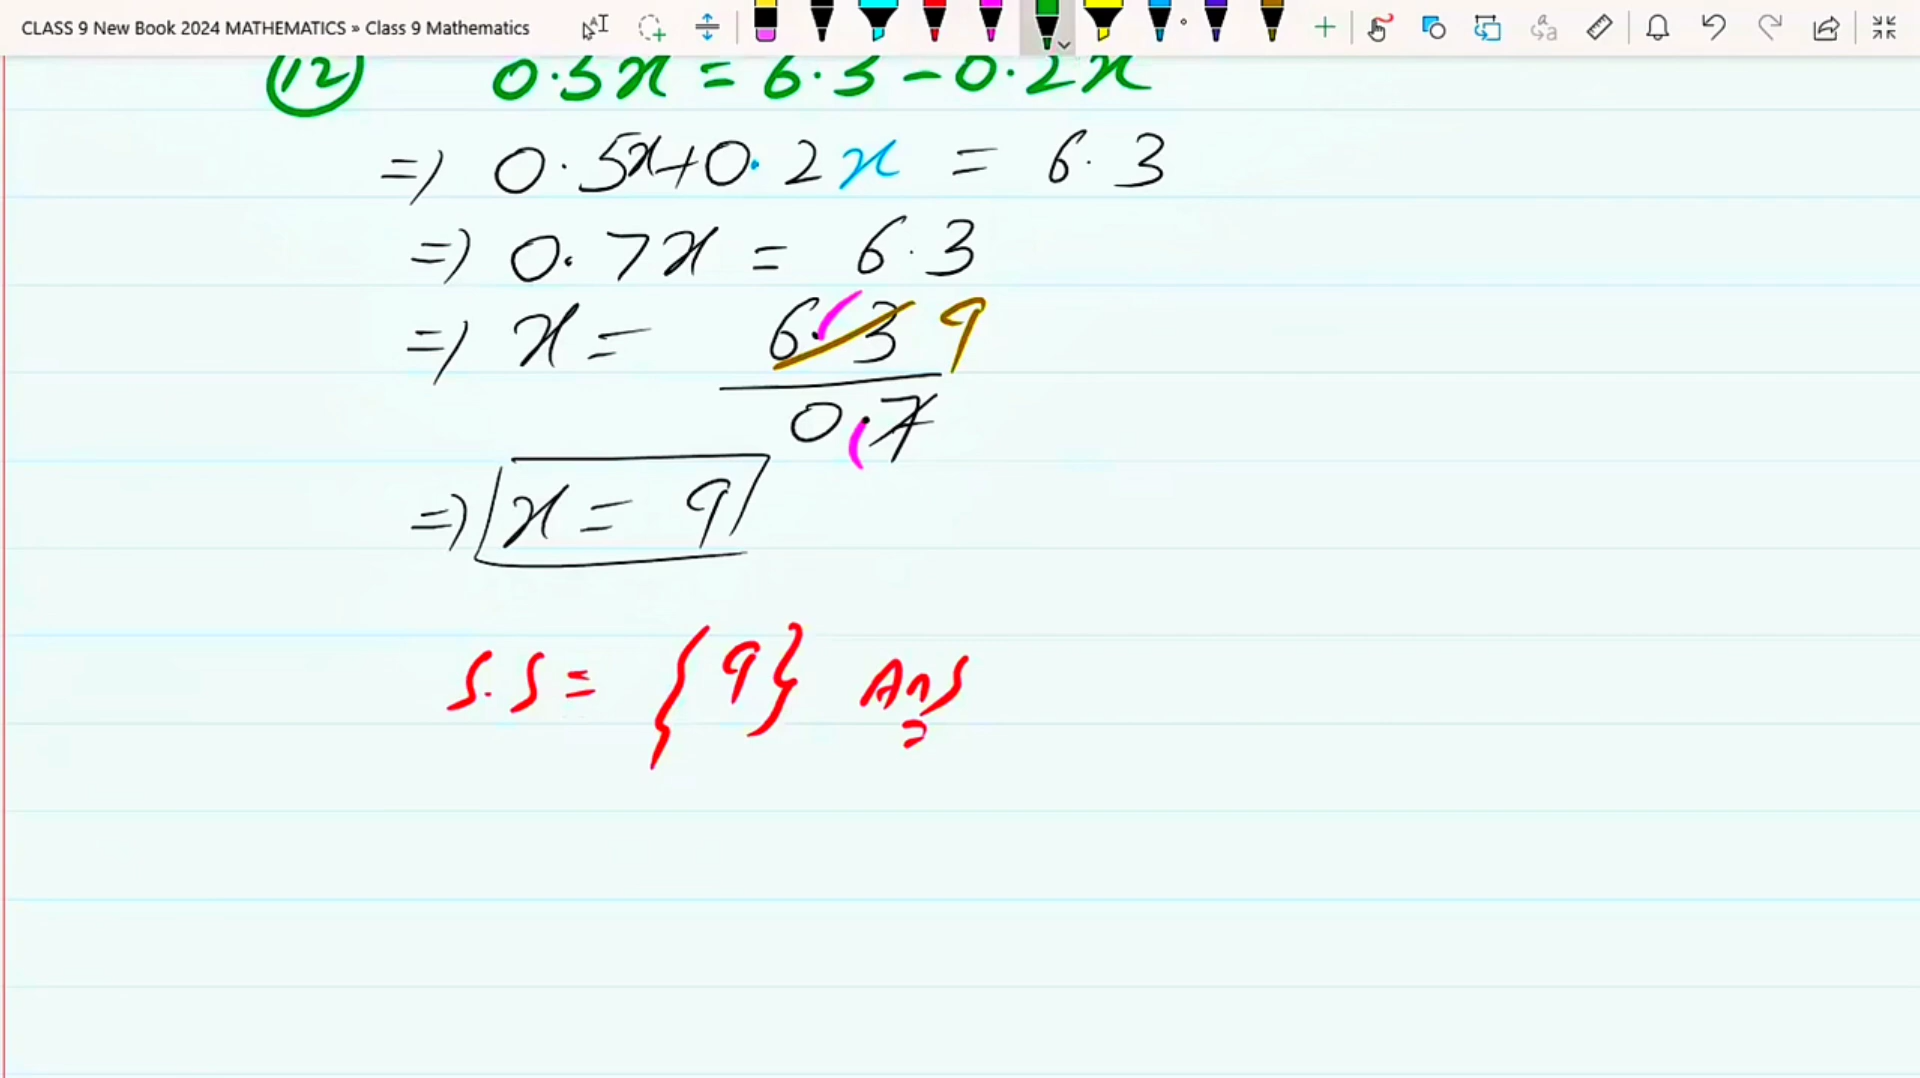 CLASS 9 New Book 2024 MATHEMATICS » Class 9 Mathematics
(12) 0.5x = 6.3 - 0.2x
=) 0.5x+0.2x = 6.3
=) 0.7x = 6.3
=) x = 6.3 9
0.7
=) x = 9
S.S = {9} Ans